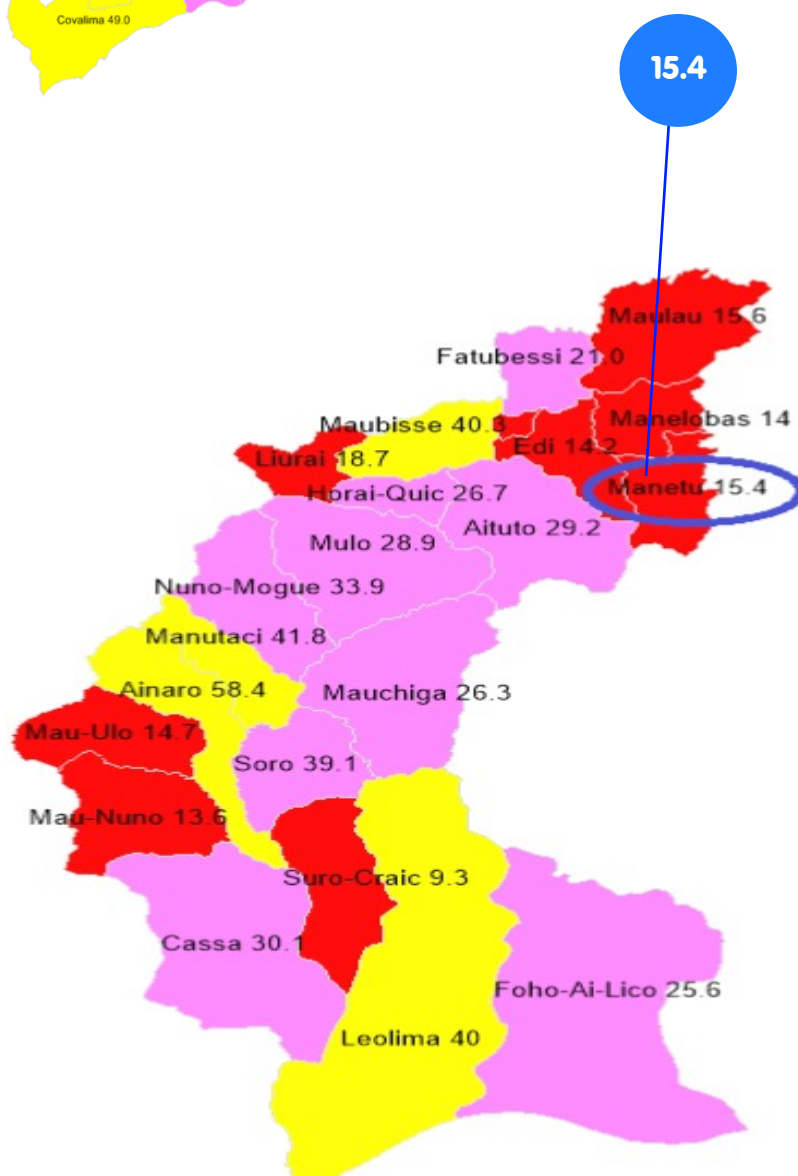 Covalima 49.0
15.4
Maulau 15.6
Fatubessi 21.0
Manelobas 14
Maubisse 40.3
Edi 14.2
Liurai 18.7
Manetu 15.4
Horai-Quic 26.7
Aituto 29.2
Mulo 28.9
Nuno-Mogue 33.9
Manutaci 41.8
Ainaro 58.4
Mauchiga 26.3
Mau-Ulo 14.7
Soro 39.1
Mau-Nuno 13.6
Suro-Craic 9.3
Cassa 30.1
Foho-Ai-Lico 25.6
Leolima 40